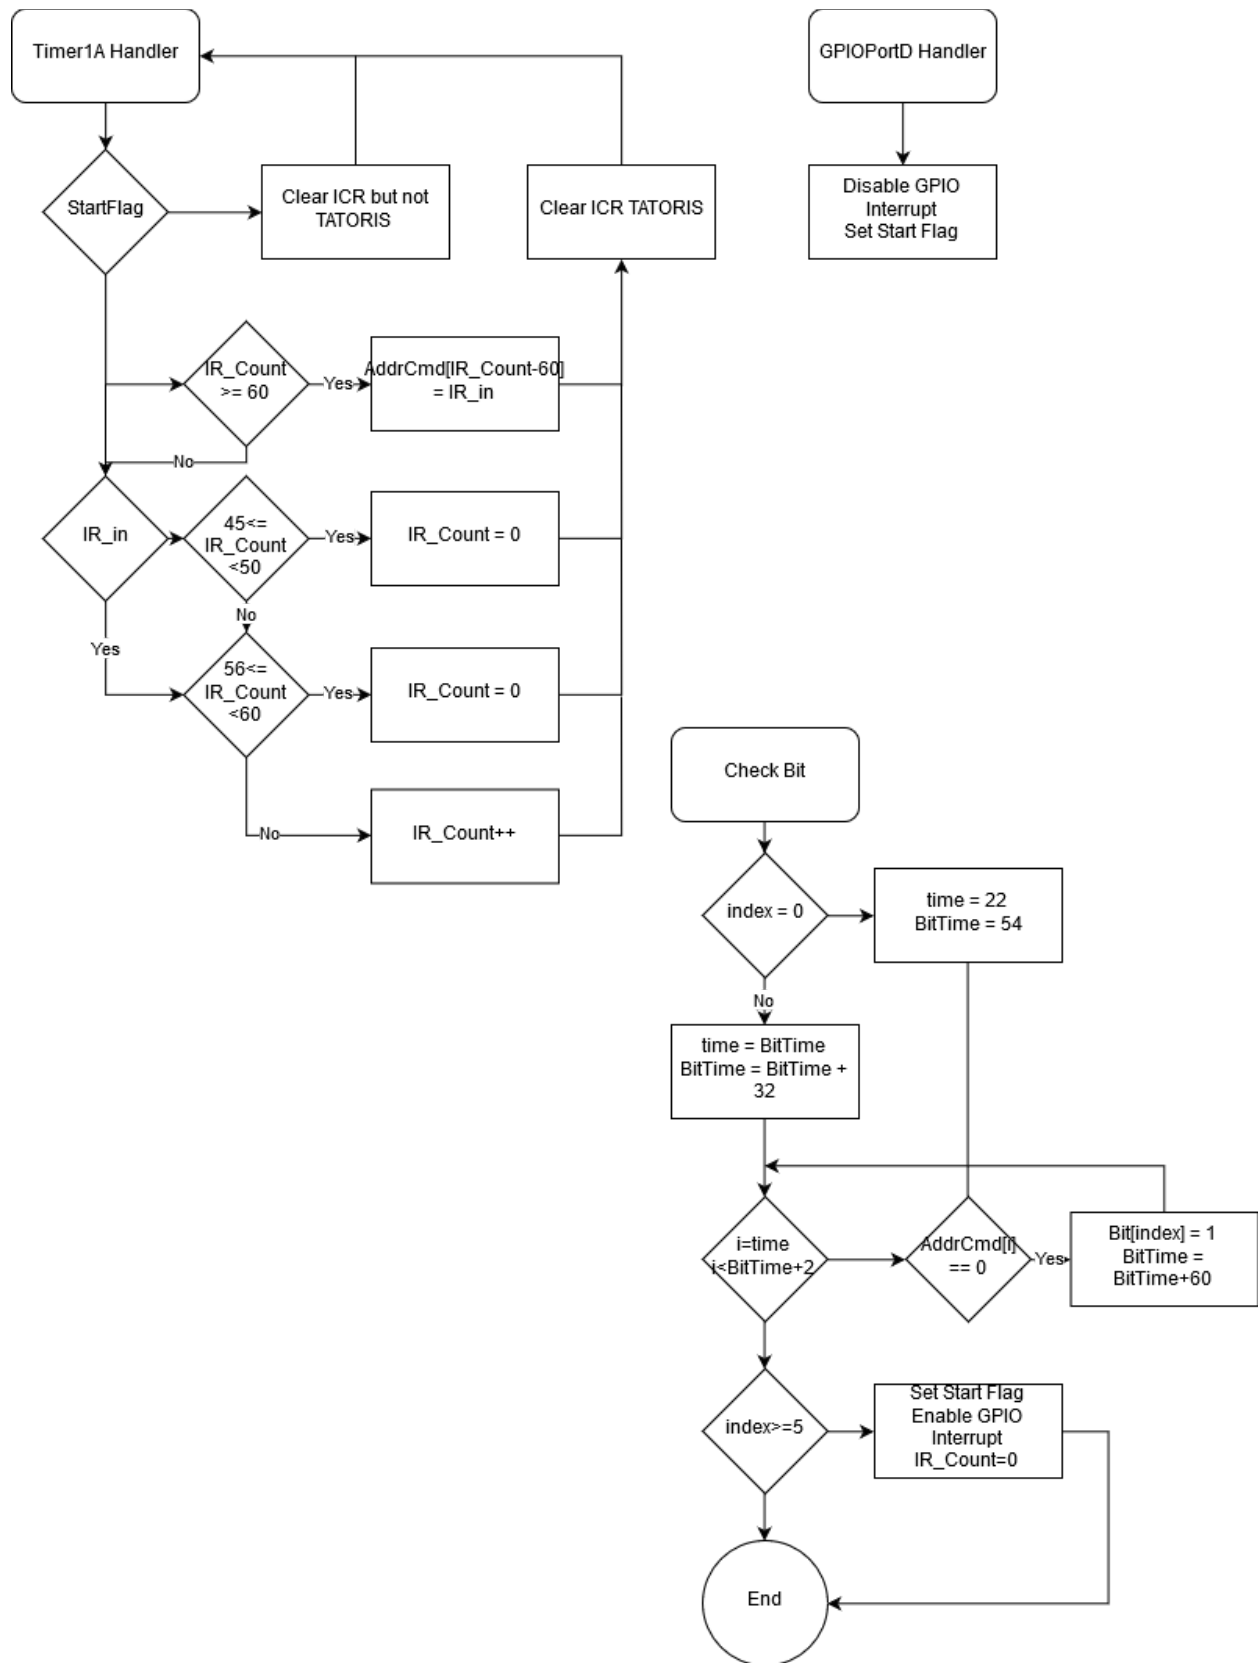 Timer1A Handler
GPIOPortD Handler
StartFlag
Clear ICR but not
TATORIS
Clear ICR TATORIS
Disable GPIO
Interrupt
Set Start Flag
IR_Count
>= 60
Yes
AddrCmd[IR_Count-60]
= IR_in
No
IR_in
45<=
IR_Count
<50
Yes
IR_Count = 0
No
Yes
56<=
IR_Count
<60
Yes
IR_Count = 0
No
IR_Count++
Check Bit
index = 0
time = 22
BitTime = 54
No
time = BitTime
BitTime = BitTime +
32
i=time
i<BitTime+2
AddrCmd[i]
== 0
Yes
Bit[index] = 1
BitTime =
BitTime+60
index>=5
Set Start Flag
Enable GPIO
Interrupt
IR_Count=0
End